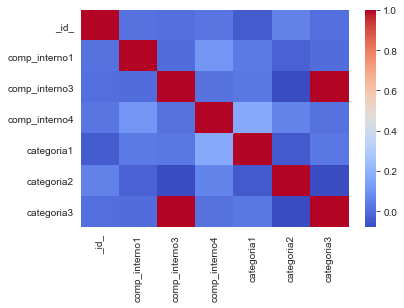 _id_
comp_interno1
comp_interno3
comp_interno4
categoria1
categoria2
categoria3
_id_
comp_interno1
comp_interno3
comp_interno4
categoria1
categoria2
categoria3
1.0
0.8
0.6
0.4
0.2
0.0